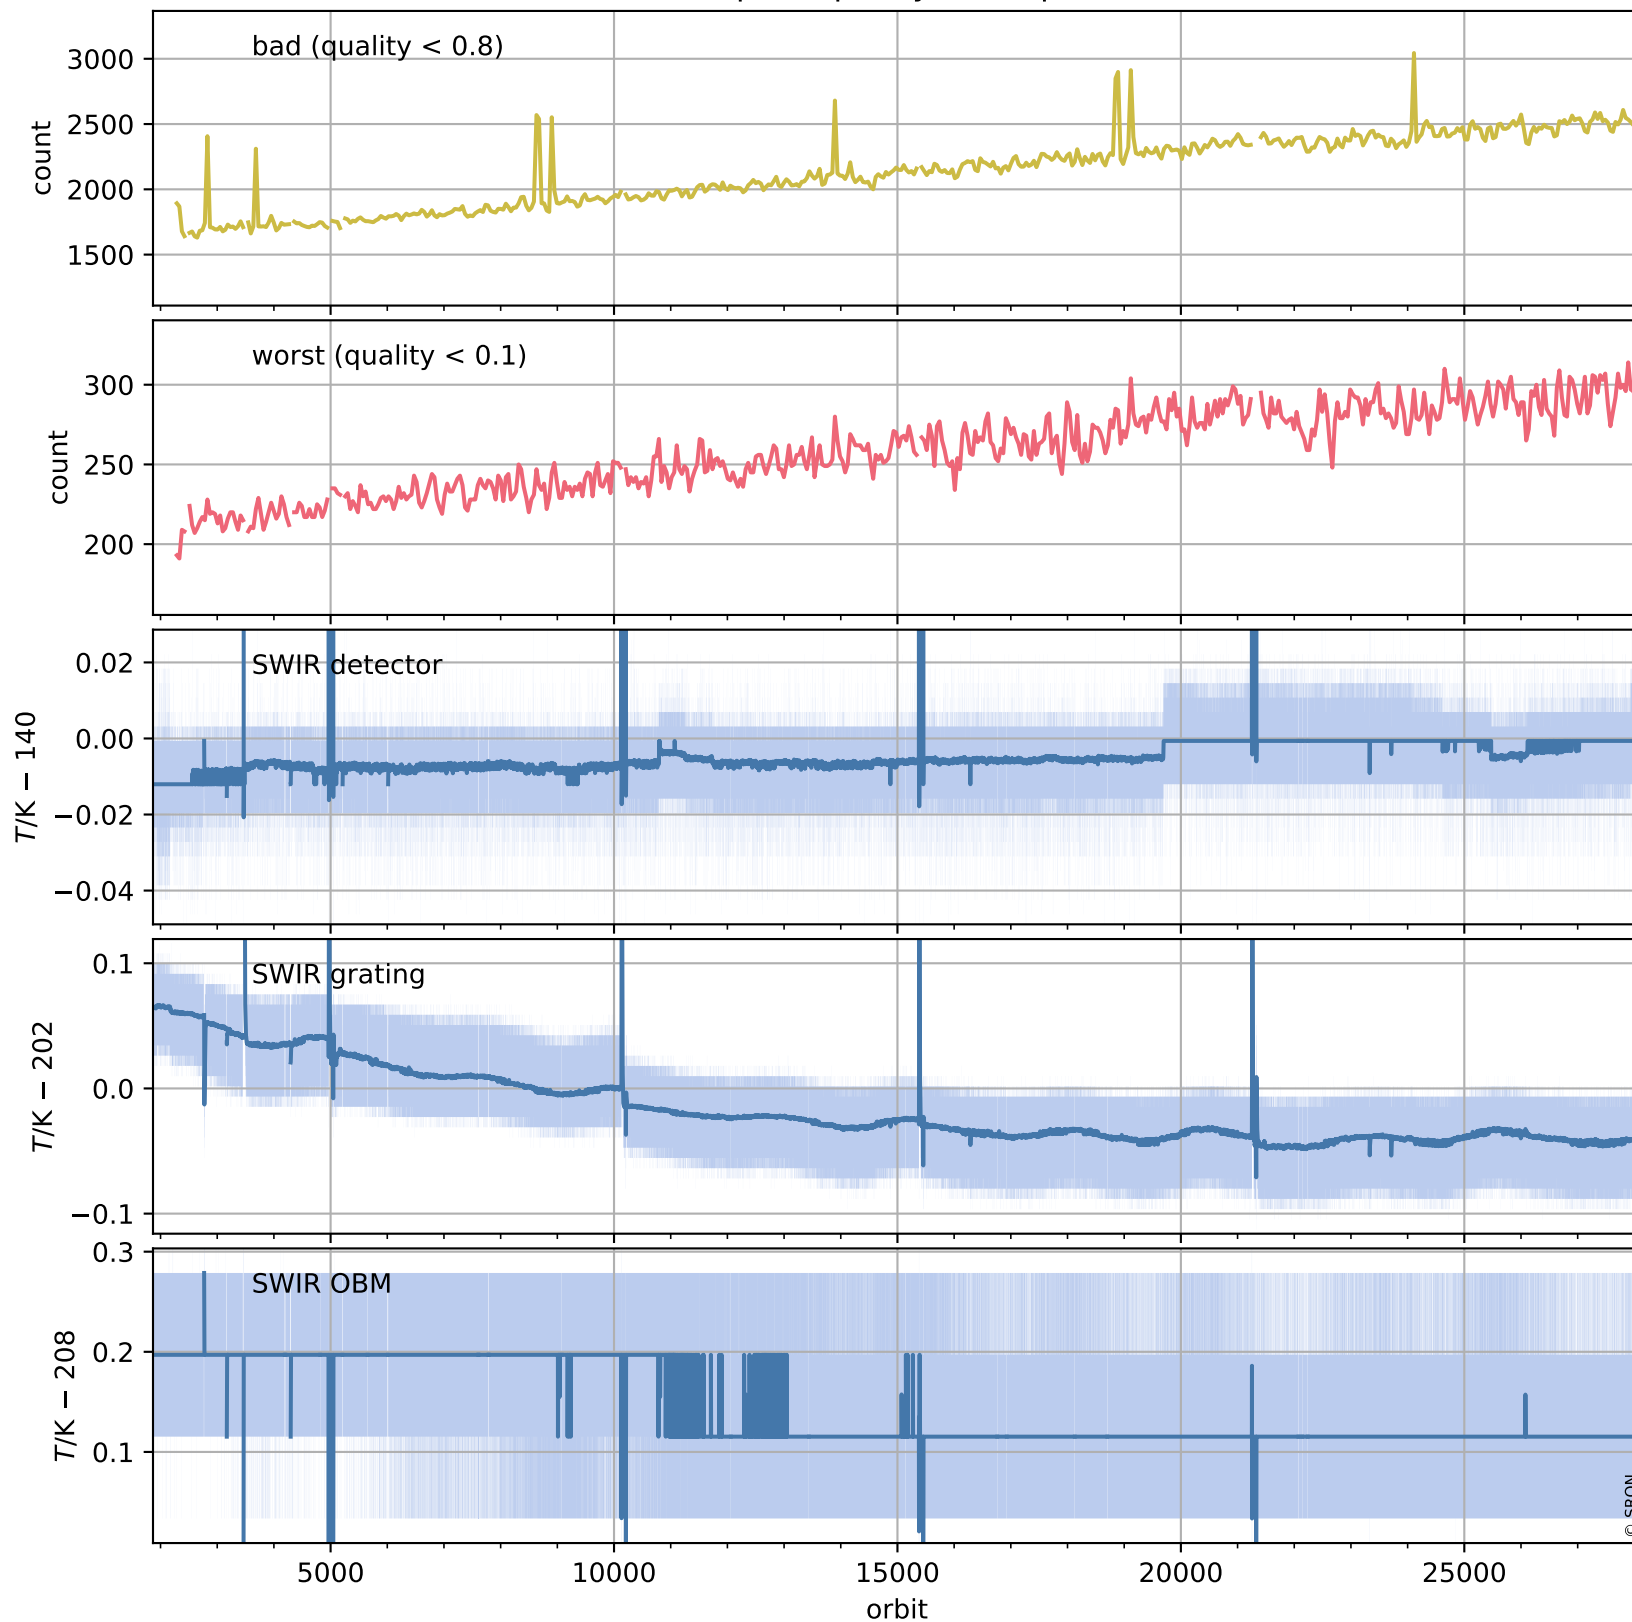 bad (quality < 0.8)
3000
2500
2000
1500
count
worst (quality < 0.1)
300
250
200
count
SWIR detector
0.02
0.00
−0.02
−0.04
T/K − 140
SWIR grating
0.1
0.0
−0.1
T/K − 202
SWIR OBM
0.3
0.2
0.1
T/K − 208
© SRON
5000 10000 15000 20000 25000
orbit